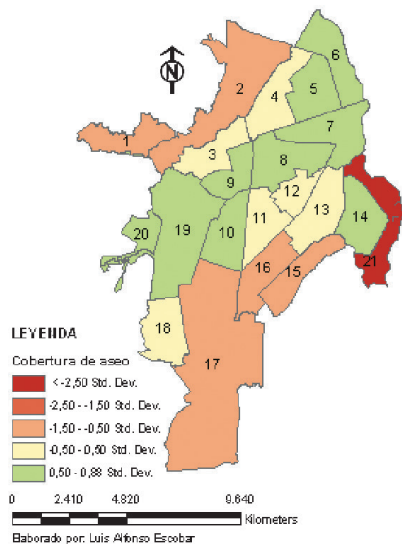 N
6
2
5
4
7
1
3
8
9
12
11
13
14
20
19
10
21
16
15
18
17
LEYENDA
Cobertura de aseo
<-2,50 Std. Dev.
-2,50 - -1,50 Std. Dev.
-1,50 - -0,50 Std. Dev.
-0,50 - 0,50 Std. Dev.
0,50 - 0,88 Std. Dev.
0 2.410 4.820 9.640
Kilometers
Elaborado por: Luis Alfonso Escobar